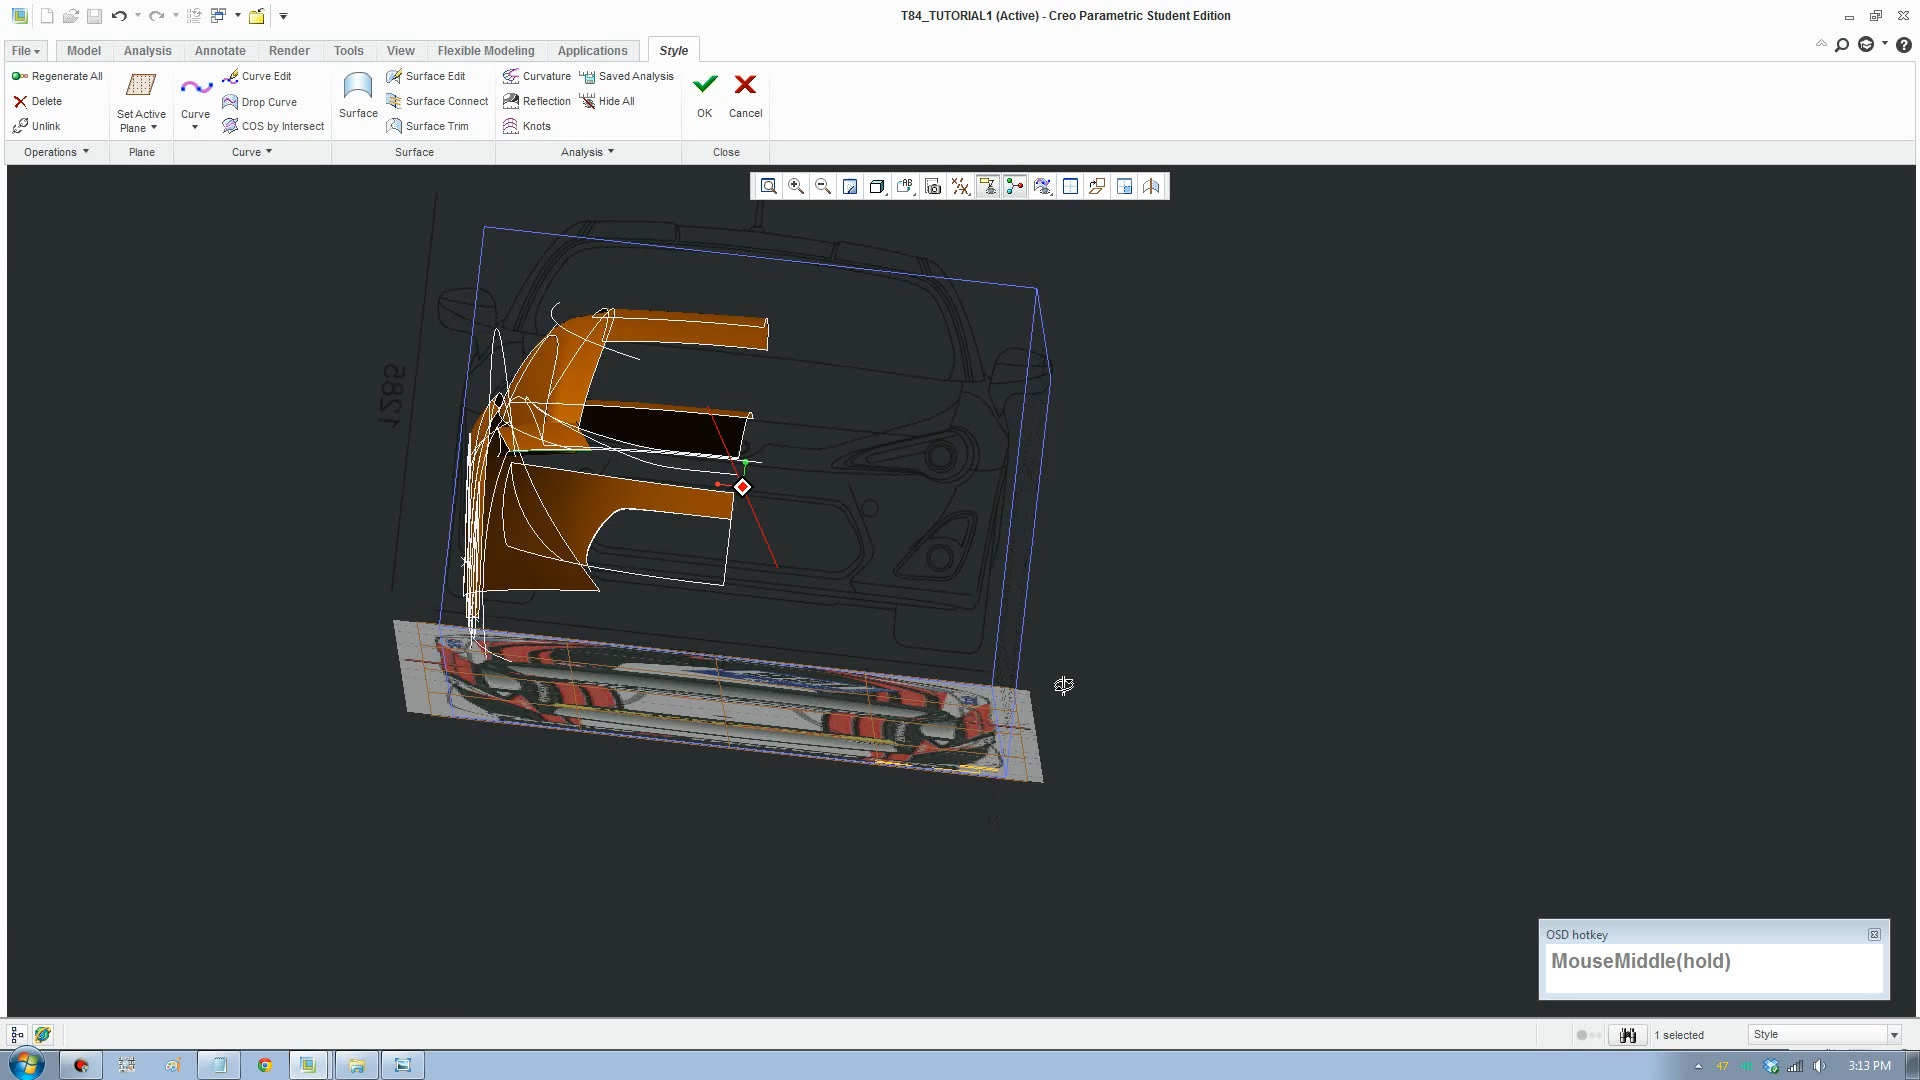 T84_TUTORIAL1 (Active) - Creo Parametric Student Edition
File Model Analysis Annotate Render Tools View Flexible Modeling Applications Style
Regenerate All
Delete
Unlink
Set Active
Plane
Curve
Curve Edit
Drop Curve
COS by Intersect
Surface
Surface Edit
Surface Connect
Surface Trim
Curvature
Saved Analysis
Reflection
Hide All
Knots
OK
Cancel
Operations Plane Curve Surface Analysis Close
1285
OSD hotkey
MouseMiddle(hold)
1 selected
Style
47
3:13 PM